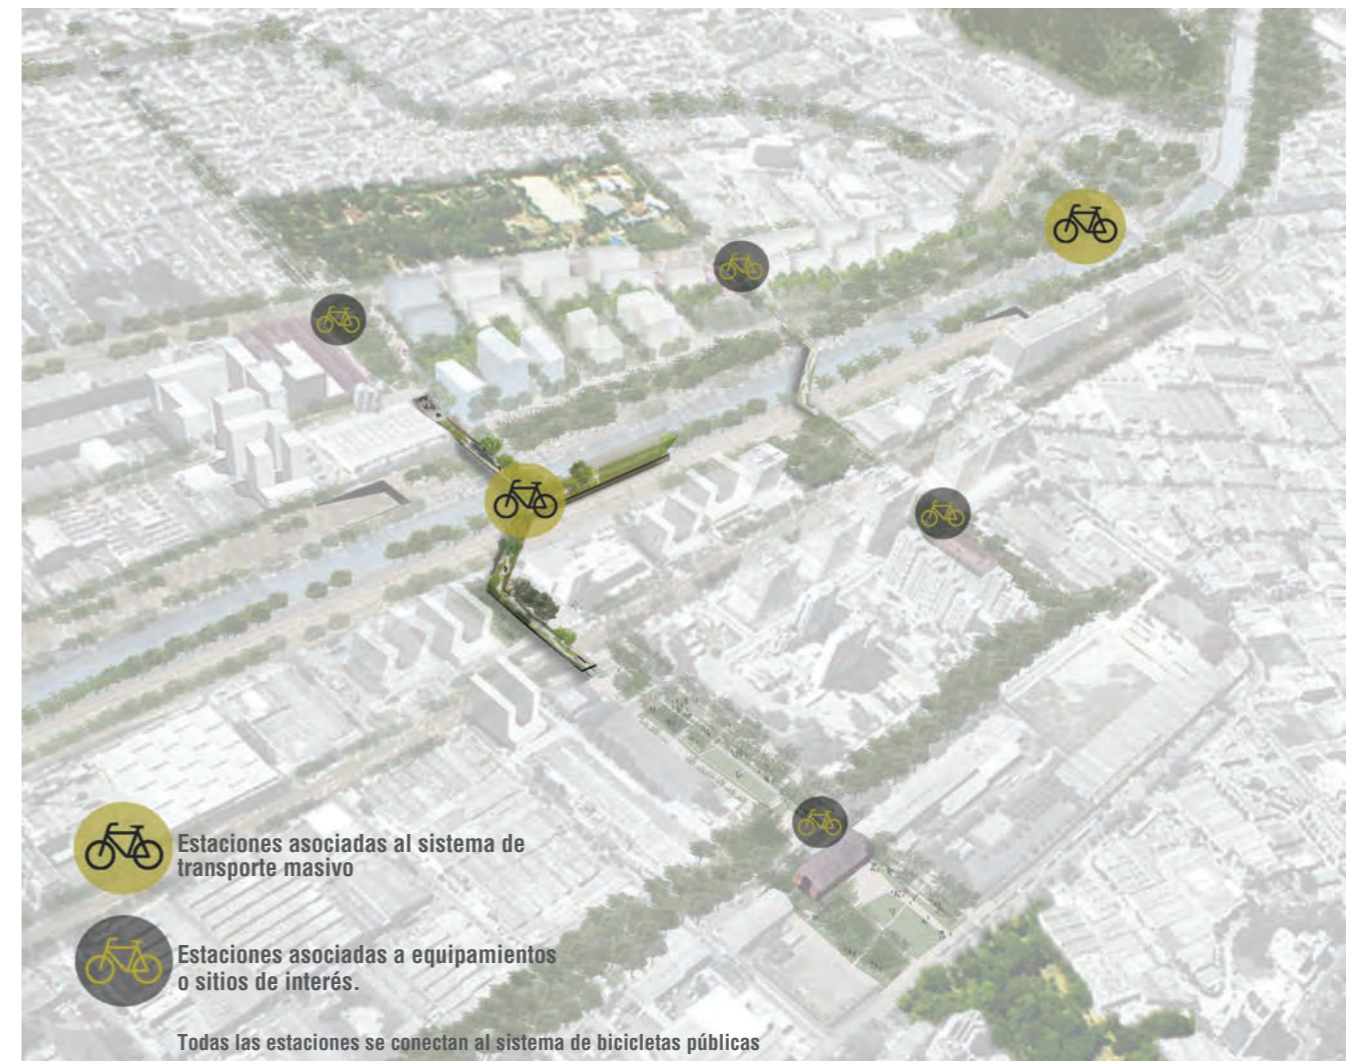 Estaciones asociadas al sistema de
transporte masivo
Estaciones asociadas a equipamientos
o sitios de interés.
Todas las estaciones se conectan al sistema de bicicletas públicas